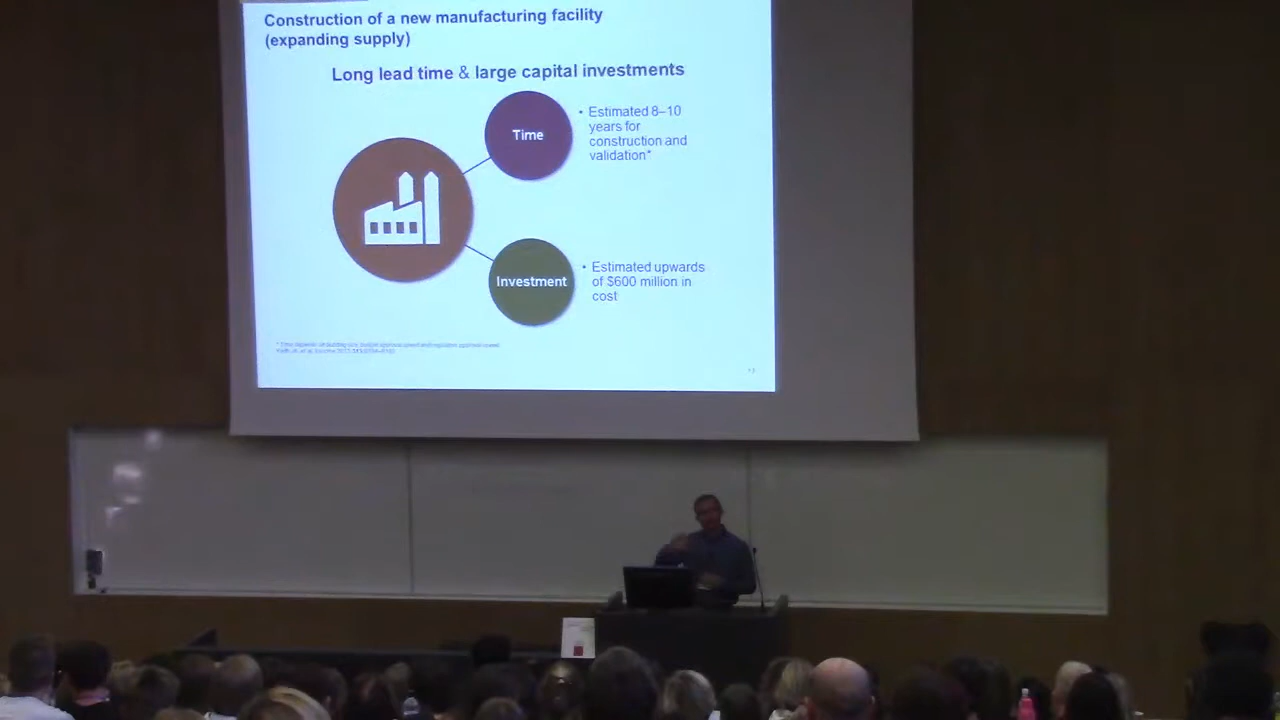 Construction of a new manufacturing facility
(expanding supply)
Long lead time & large capital investments
Time
• Estimated 8–10
years for
construction and
validation*
Investment
• Estimated upwards
of $600 million in
cost